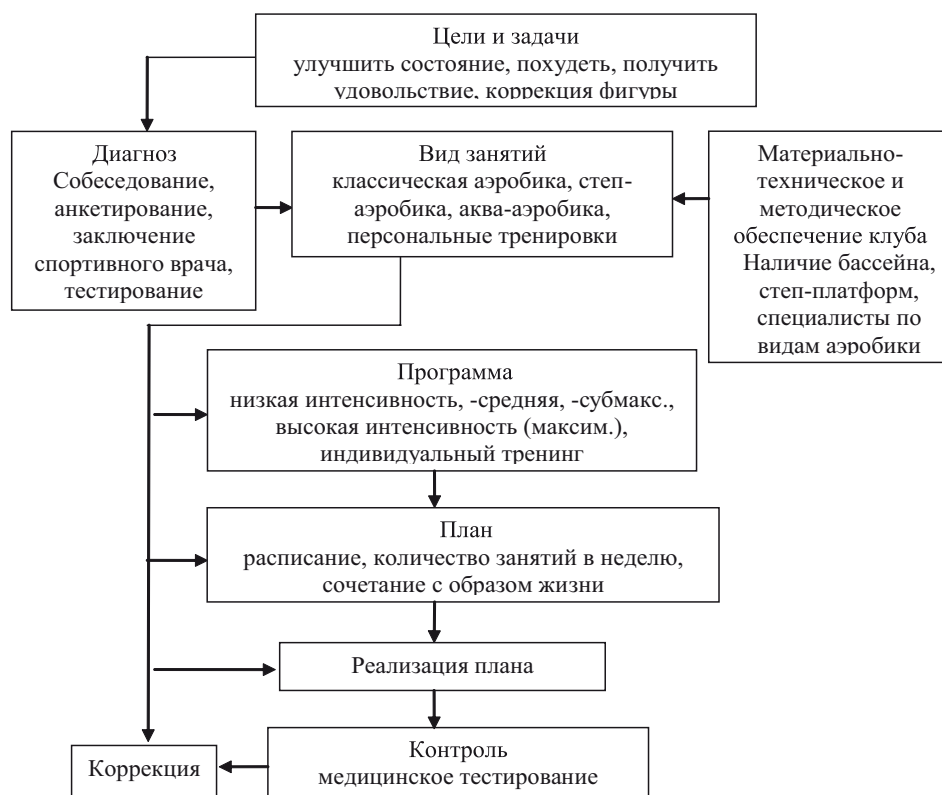 Цели и задачи
улучшить состояние, похудеть, получить
удовольствие, коррекция фигуры
Диагноз
Собеседование,
анкетирование,
заключение
спортивного врача,
тестирование
Вид занятий
классическая аэробика, степ-
аэробика, аква-аэробика,
персональные тренировки
Материально-
техническое и
методическое
обеспечение клуба
Наличие бассейна,
степ-платформ,
специалисты по
видам аэробики
Программа
низкая интенсивность, -средняя, -субмакс.,
высокая интенсивность (максим.),
индивидуальный тренинг
План
расписание, количество занятий в неделю,
сочетание с образом жизни
Реализация плана
Контроль
медицинское тестирование
Коррекция